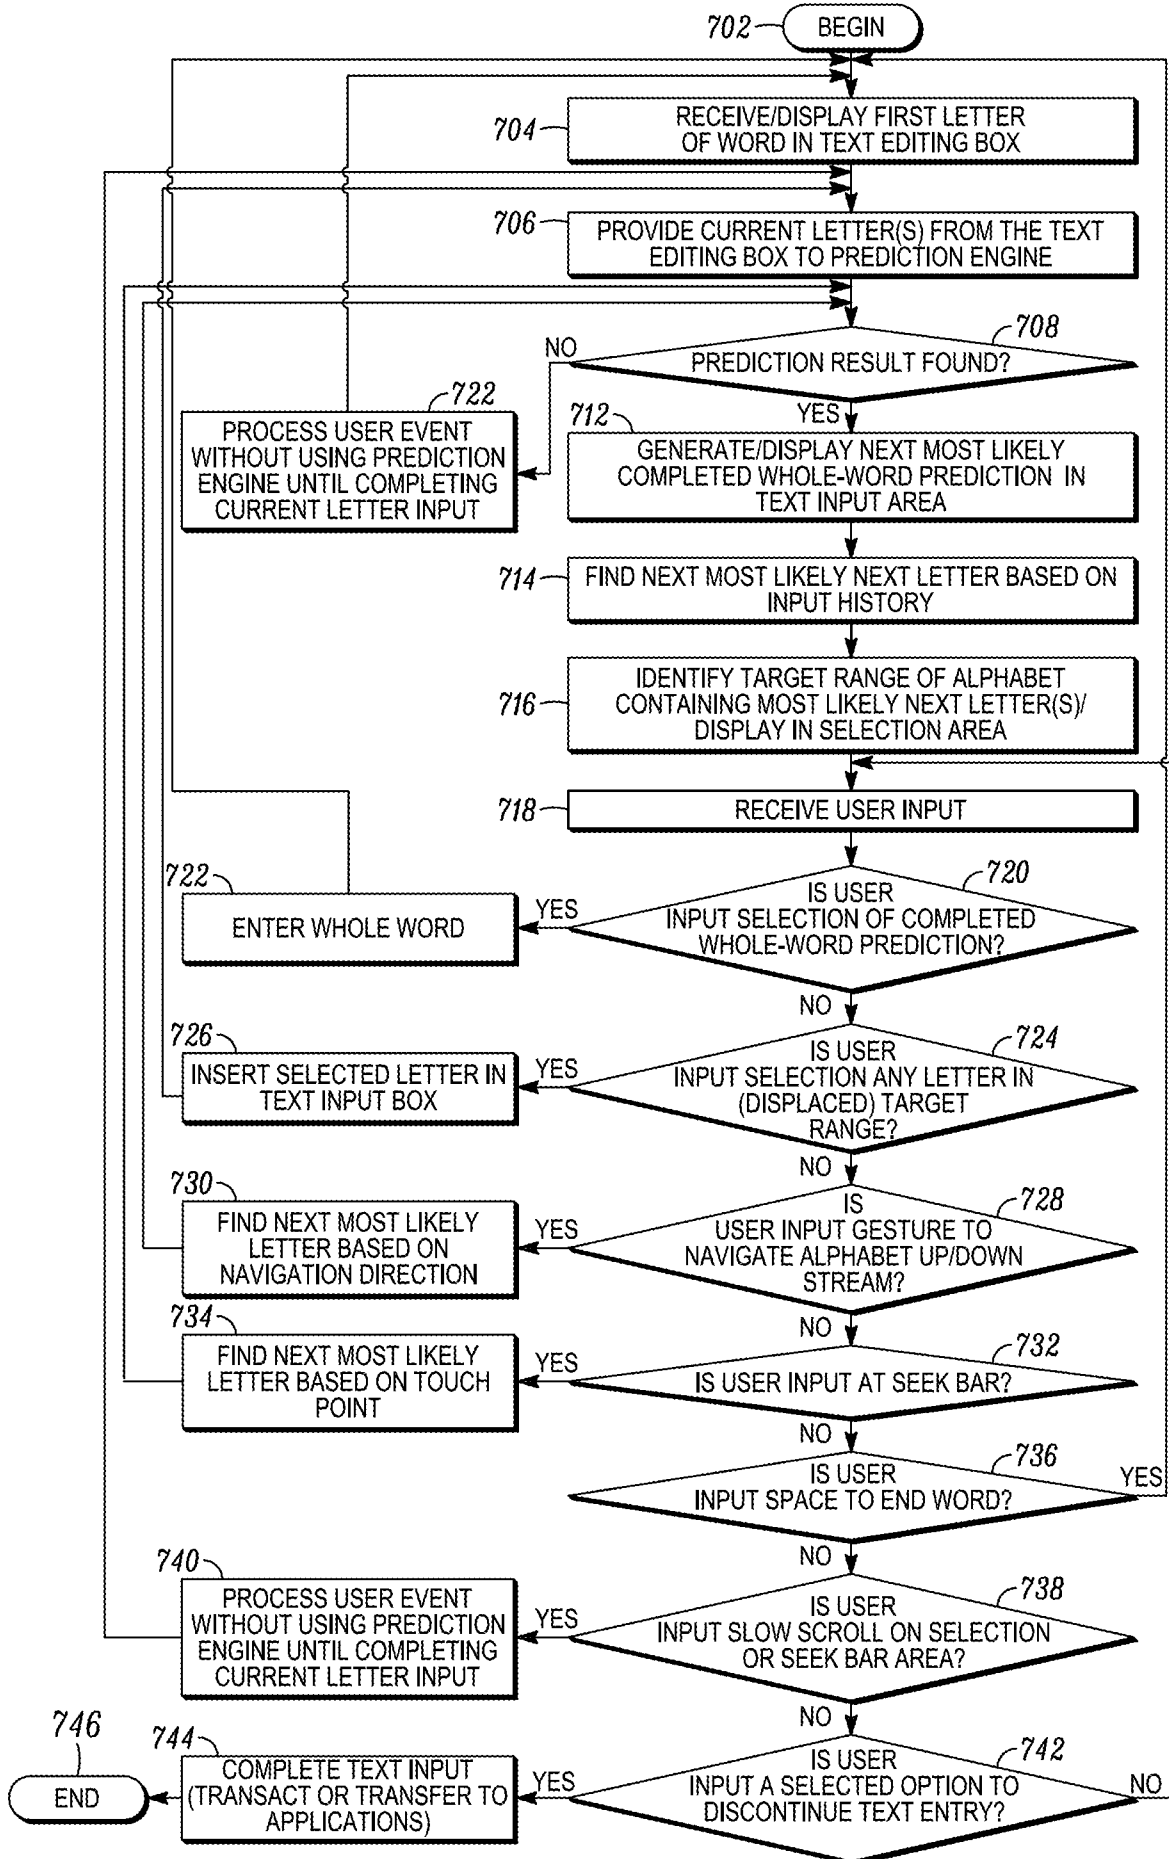 702
BEGIN
704
RECEIVE/DISPLAY FIRST LETTER
OF WORD IN TEXT EDITING BOX
706
PROVIDE CURRENT LETTER(S) FROM THE TEXT
EDITING BOX TO PREDICTION ENGINE
708
NO
PREDICTION RESULT FOUND?
YES
722
PROCESS USER EVENT
WITHOUT USING PREDICTION
ENGINE UNTIL COMPLETING
CURRENT LETTER INPUT
712
GENERATE/DISPLAY NEXT MOST LIKELY
COMPLETED WHOLE-WORD PREDICTION IN
TEXT INPUT AREA
714
FIND NEXT MOST LIKELY NEXT LETTER BASED ON
INPUT HISTORY
716
IDENTIFY TARGET RANGE OF ALPHABET
CONTAINING MOST LIKELY NEXT LETTER(S)/
DISPLAY IN SELECTION AREA
718
RECEIVE USER INPUT
722
ENTER WHOLE WORD
YES
720
IS USER
INPUT SELECTION OF COMPLETED
WHOLE-WORD PREDICTION?
NO
726
INSERT SELECTED LETTER IN
TEXT INPUT BOX
YES
724
IS USER
INPUT SELECTION ANY LETTER IN
(DISPLACED) TARGET
RANGE?
NO
730
FIND NEXT MOST LIKELY
LETTER BASED ON
NAVIGATION DIRECTION
YES
728
IS
USER INPUT GESTURE TO
NAVIGATE ALPHABET UP/DOWN
STREAM?
NO
734
FIND NEXT MOST LIKELY
LETTER BASED ON TOUCH
POINT
YES
732
IS USER INPUT AT SEEK BAR?
NO
736
IS USER
INPUT SPACE TO END WORD?
YES
NO
740
PROCESS USER EVENT
WITHOUT USING PREDICTION
ENGINE UNTIL COMPLETING
CURRENT LETTER INPUT
YES
738
IS USER
INPUT SLOW SCROLL ON SELECTION
OR SEEK BAR AREA?
NO
746
END
744
COMPLETE TEXT INPUT
(TRANSACT OR TRANSFER TO
APPLICATIONS)
YES
742
IS USER
INPUT A SELECTED OPTION TO
DISCONTINUE TEXT ENTRY?
NO